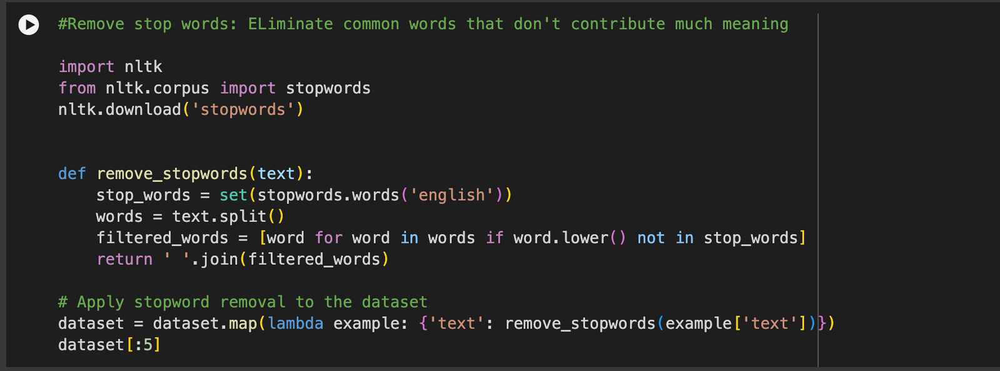 #Remove stop words: ELiminate common words that don't contribute much meaning
import nltk
from nltk.corpus import stopwords
nltk.download('stopwords')
def remove_stopwords(text):
    stop_words = set(stopwords.words('english'))
    words = text.split()
    filtered_words = [word for word in words if word.lower() not in stop_words]
    return ' '.join(filtered_words)
# Apply stopword removal to the dataset
dataset = dataset.map(lambda example: {'text': remove_stopwords(example['text'])})
dataset[:5]